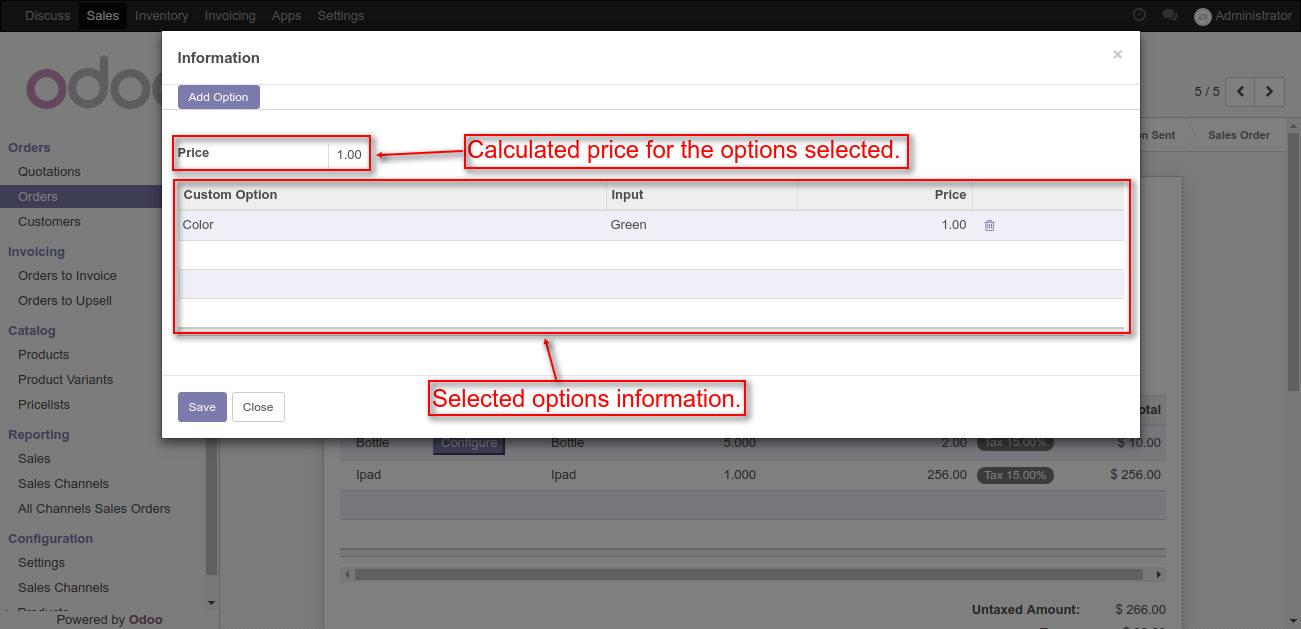 Discuss Sales Inventory Invoicing Apps Settings Administrator
Information ×
odoo
Add Option
5 / 5
Price 1.00
Calculated price for the options selected.
Sent Sales Order
Orders
Quotations
Orders
Customers
Invoicing
Orders to Invoice
Orders to Upsell
Catalog
Products
Product Variants
Pricelists
Reporting
Sales
Sales Channels
All Channels Sales Orders
Configuration
Settings
Sales Channels
Products
Powered by Odoo
Custom Option Input Price
Color Green 1.00
Selected options information.
Save Close
Bottle Configure Bottle 5.000 2.00 Tax 15.00% $ 10.00
Ipad Ipad 1.000 256.00 Tax 15.00% $ 256.00
Untaxed Amount: $ 266.00